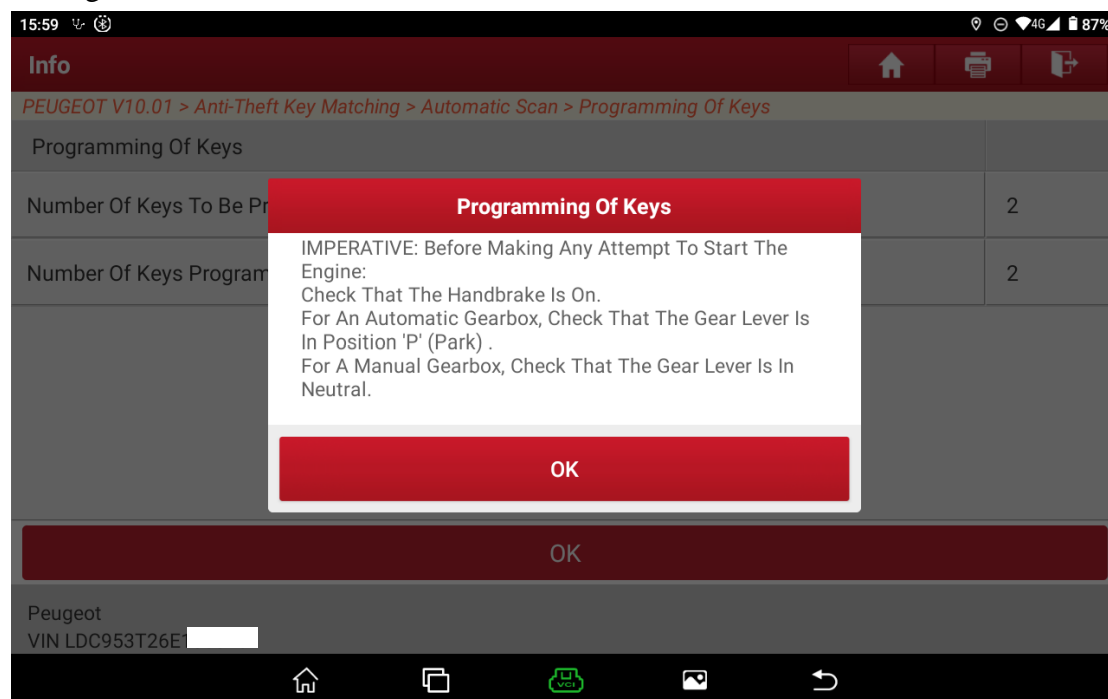 15:59 4G 87%
Info
PEUGEOT V10.01 > Anti-Theft Key Matching > Automatic Scan > Programming Of Keys
Programming Of Keys
Number Of Keys To Be Pr
2
Number Of Keys Program
2
Programming Of Keys
IMPERATIVE: Before Making Any Attempt To Start The
Engine:
Check That The Handbrake Is On.
For An Automatic Gearbox, Check That The Gear Lever Is
In Position 'P' (Park) .
For A Manual Gearbox, Check That The Gear Lever Is In
Neutral.
OK
OK
Peugeot
VIN LDC953T26E
VCI